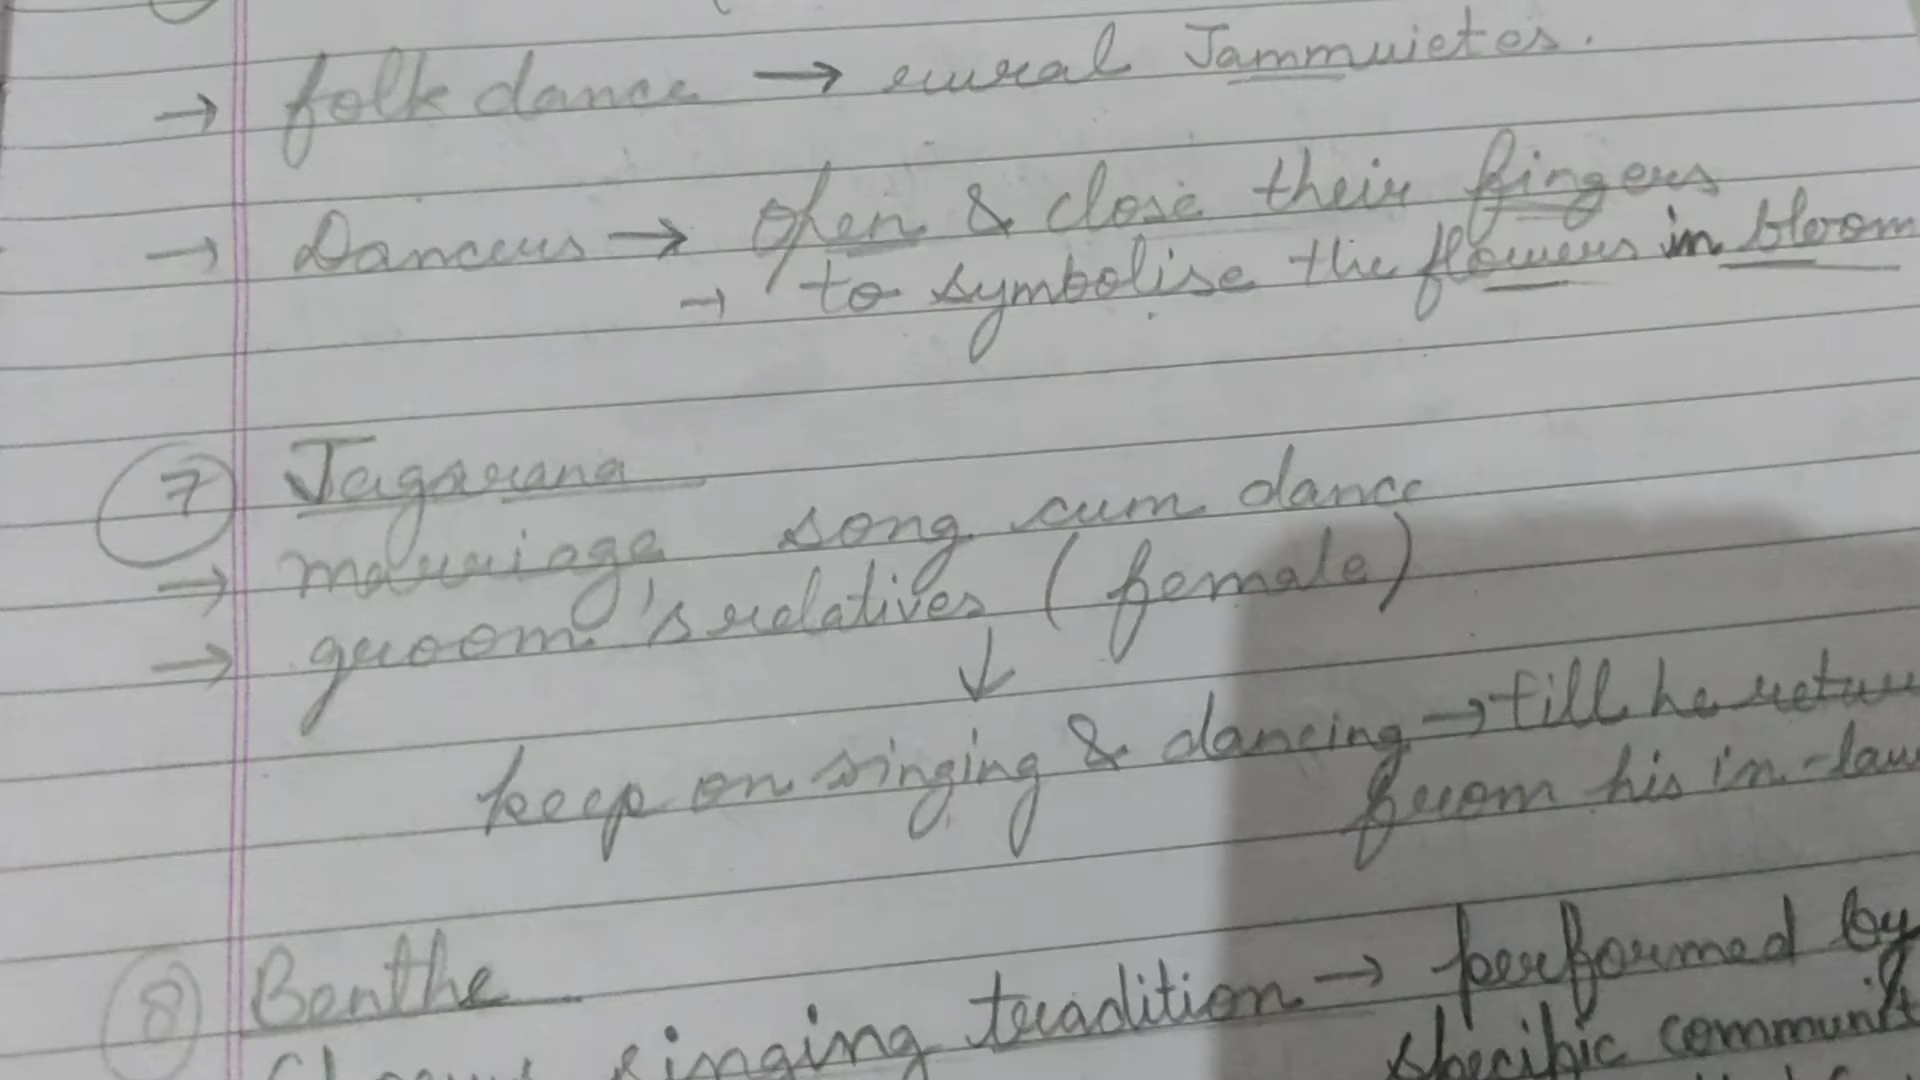 → folk dance → rural Jammuites.
→ Dancers → Open & close their fingers
→ to symbolise the flowers in bloom
7 Jagarana
→ marriage song cum dance
→ groom's relatives (female)
↓
keep on singing & dancing → till he retur
from his in-law
8 Benthe
singing tradition → performed by
specific communit